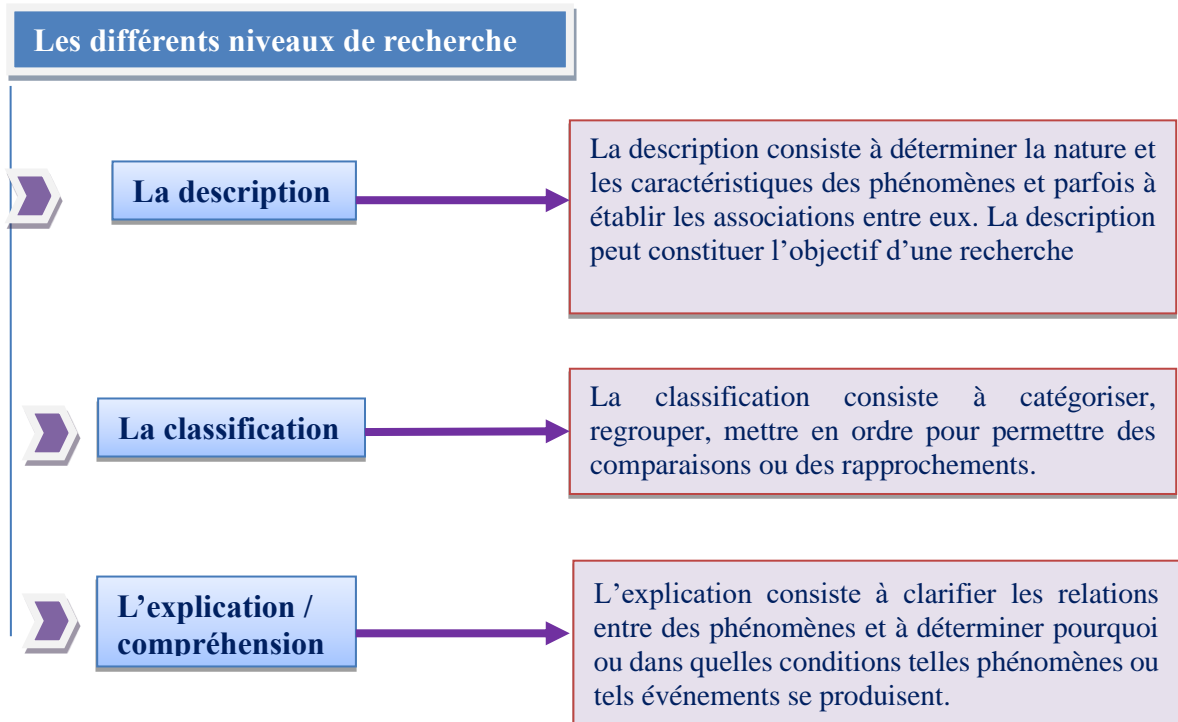 Les différents niveaux de recherche
La description
La description consiste à déterminer la nature et
les caractéristiques des phénomènes et parfois à
établir les associations entre eux. La description
peut constituer l’objectif d’une recherche
La classification
La classification consiste à catégoriser,
regrouper, mettre en ordre pour permettre des
comparaisons ou des rapprochements.
L’explication /
compréhension
L’explication consiste à clarifier les relations
entre des phénomènes et à déterminer pourquoi
ou dans quelles conditions telles phénomènes ou
tels événements se produisent.